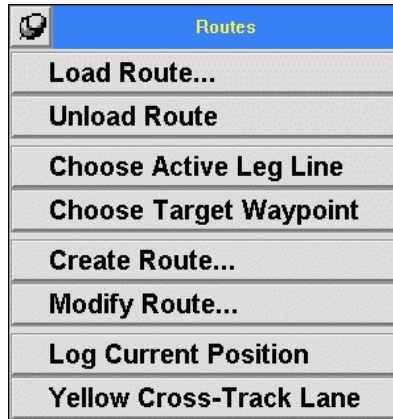 Routes
Load Route...
Unload Route
Choose Active Leg Line
Choose Target Waypoint
Create Route...
Modify Route...
Log Current Position
Yellow Cross-Track Lane